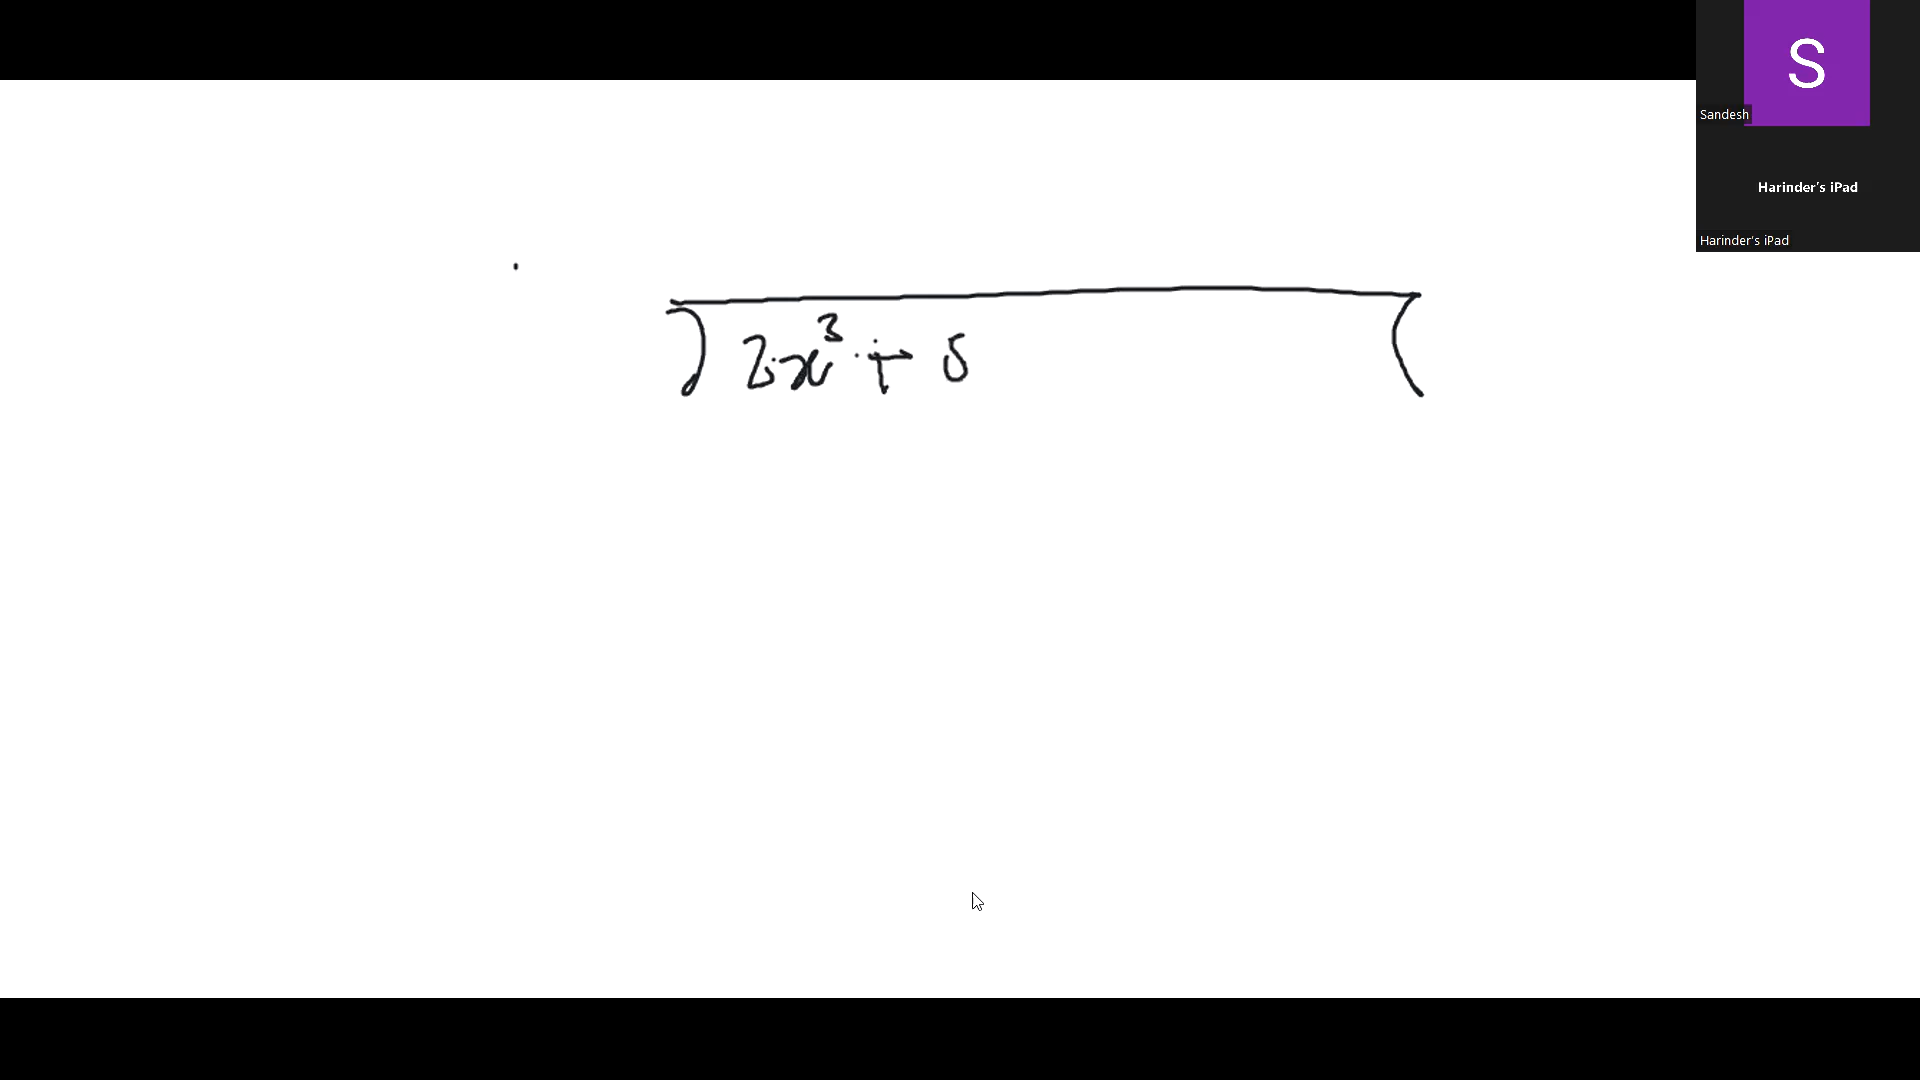 S
Sandesh
Harinder's iPad
Harinder's iPad
2x³ + 5